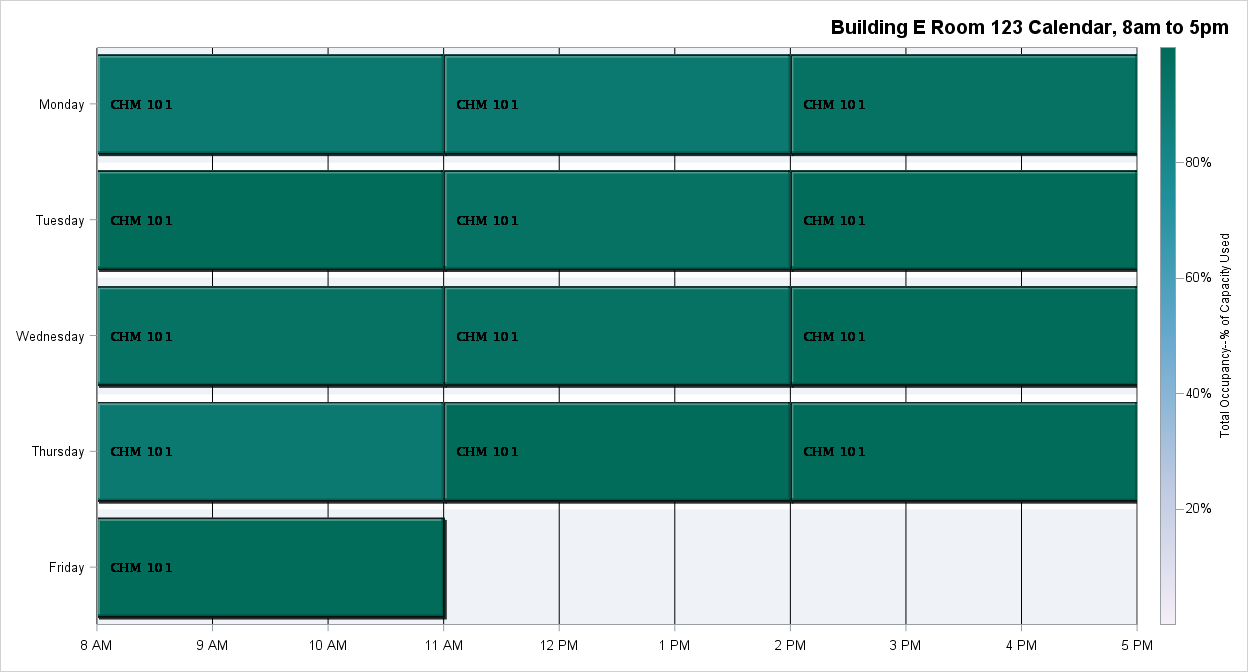 Building E Room 123 Calendar, 8am to 5pm
Monday
CHM 101
CHM 101
CHM 101
Tuesday
CHM 101
CHM 101
CHM 101
Wednesday
CHM 101
CHM 101
CHM 101
Thursday
CHM 101
CHM 101
CHM 101
Friday
CHM 101
8 AM
9 AM
10 AM
11 AM
12 PM
1 PM
2 PM
3 PM
4 PM
5 PM
80%
60%
40%
20%
Total Occupancy--% of Capacity Used